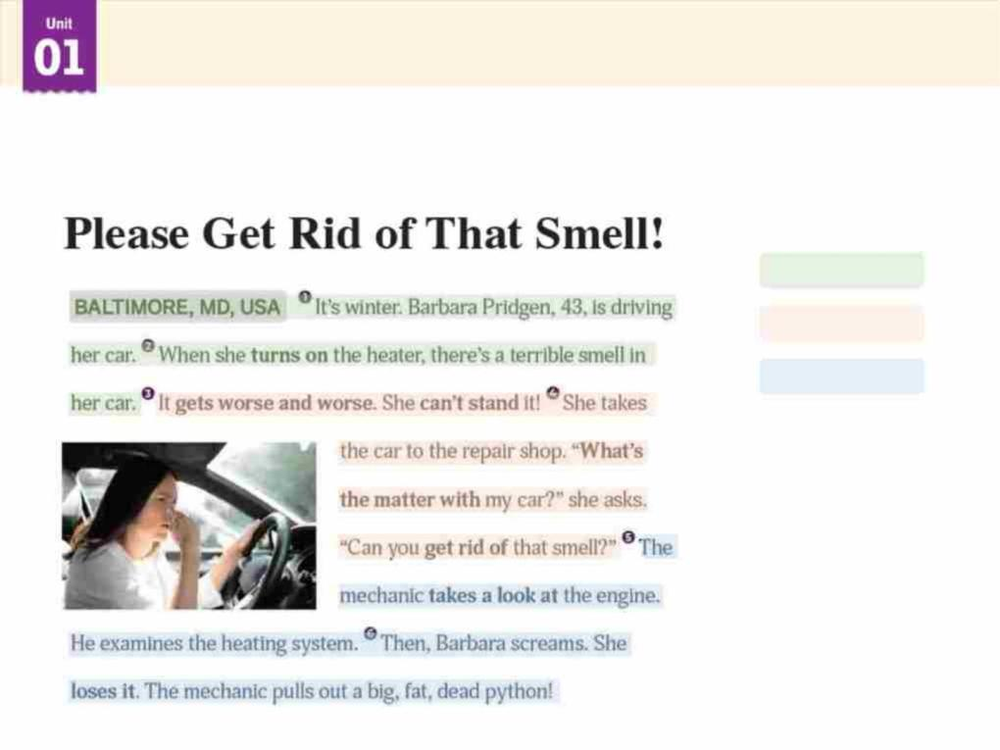 Unit
01
Please Get Rid of That Smell!
BALTIMORE, MD, USA ❶ It's winter. Barbara Pridgen, 43, is driving
her car. ❷ When she turns on the heater, there's a terrible smell in
her car. ❸ It gets worse and worse. She can't stand it! ❹ She takes
the car to the repair shop. “What's
the matter with my car?” she asks.
“Can you get rid of that smell?” ❺ The
mechanic takes a look at the engine.
He examines the heating system. ❻ Then, Barbara screams. She
loses it. The mechanic pulls out a big, fat, dead python!